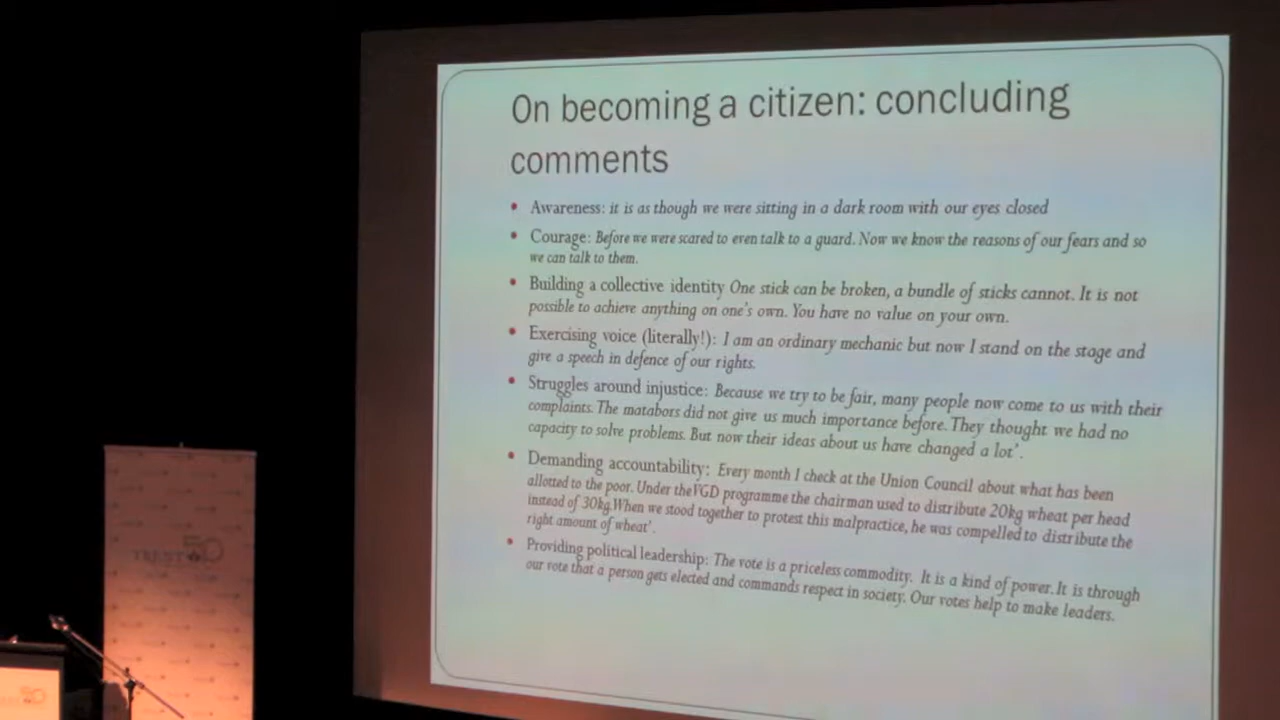 On becoming a citizen: concluding
comments
• Awareness: it is as though we were sitting in a dark room with our eyes closed
• Courage: Before we were scared to even talk to a guard. Now we know the reasons of our fears and so
we can talk to them.
• Building a collective identity One stick can be broken, a bundle of sticks cannot. It is not
possible to achieve anything on one's own. You have no value on your own.
• Exercising voice (literally!): I am an ordinary mechanic but now I stand on the stage and
give a speech in defence of our rights.
• Struggles around injustice: Because we try to be fair, many people now come to us with their
complaints. The matabors did not give us much importance before. They thought we had no
capacity to solve problems. But now their ideas about us have changed a lot'.
• Demanding accountability: Every month I check at the Union Council about what has been
allotted to the poor. Under the VGD programme the chairman used to distribute 20kg wheat per head
instead of 30kg. When we stood together to protest this malpractice, he was compelled to distribute the
right amount of wheat'.
• Providing political leadership: The vote is a priceless commodity. It is a kind of power. It is through
our vote that a person gets elected and commands respect in society. Our votes help to make leaders.